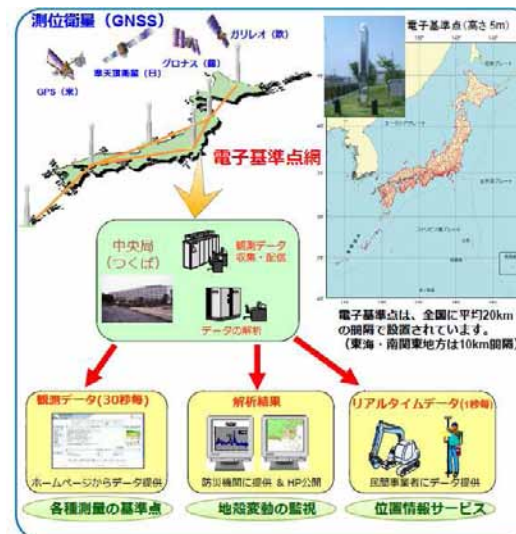 測位衛星（GNSS）
ガリレオ（欧）
グロナス（露）
準天頂衛星（日）
GPS（米）
電子基準点（高さ 5m）
電子基準点網
中央局
（つくば）
観測データ
収集・配信
データの解析
電子基準点は、全国に平均20km
の間隔で設置されています。
（東海・南関東地方は10km間隔）
観測データ(30秒毎)
ホームページからデータ提供
各種測量の基準点
解析結果
防災機関に提供 & HP公開
地殻変動の監視
リアルタイムデータ(1秒毎)
民間事業者にデータ提供
位置情報サービス